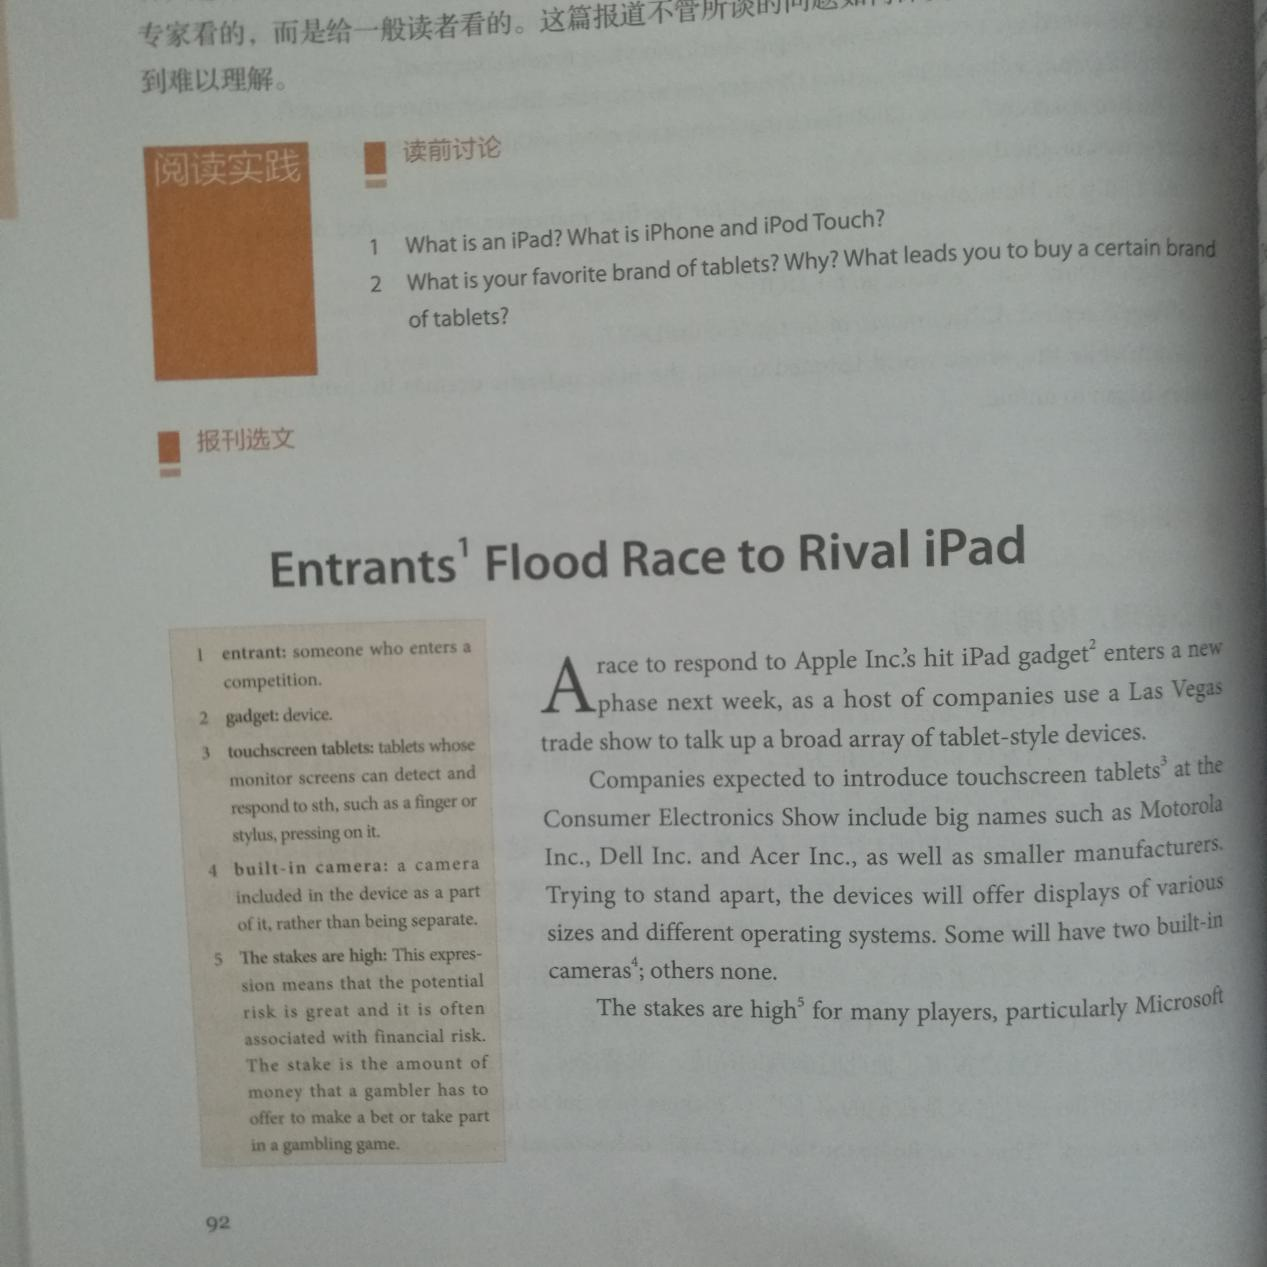 专家看的，而是给一般读者看的。这篇报道不管所谈的问题如何
到难以理解。
阅读实践
读前讨论
1 What is an iPad? What is iPhone and iPod Touch?
2 What is your favorite brand of tablets? Why? What leads you to buy a certain brand
of tablets?
报刊选文
Entrants¹ Flood Race to Rival iPad
1 entrant: someone who enters a
competition.
2 gadget: device.
3 touchscreen tablets: tablets whose
monitor screens can detect and
respond to sth, such as a finger or
stylus, pressing on it.
4 built-in camera: a camera
included in the device as a part
of it, rather than being separate.
5 The stakes are high: This expres-
sion means that the potential
risk is great and it is often
associated with financial risk.
The stake is the amount of
money that a gambler has to
offer to make a bet or take part
in a gambling game.
A race to respond to Apple Inc.'s hit iPad gadget² enters a new
phase next week, as a host of companies use a Las Vegas
trade show to talk up a broad array of tablet-style devices.
Companies expected to introduce touchscreen tablets³ at the
Consumer Electronics Show include big names such as Motorola
Inc., Dell Inc. and Acer Inc., as well as smaller manufacturers.
Trying to stand apart, the devices will offer displays of various
sizes and different operating systems. Some will have two built-in
cameras⁴; others none.
The stakes are high⁵ for many players, particularly Microsoft
92